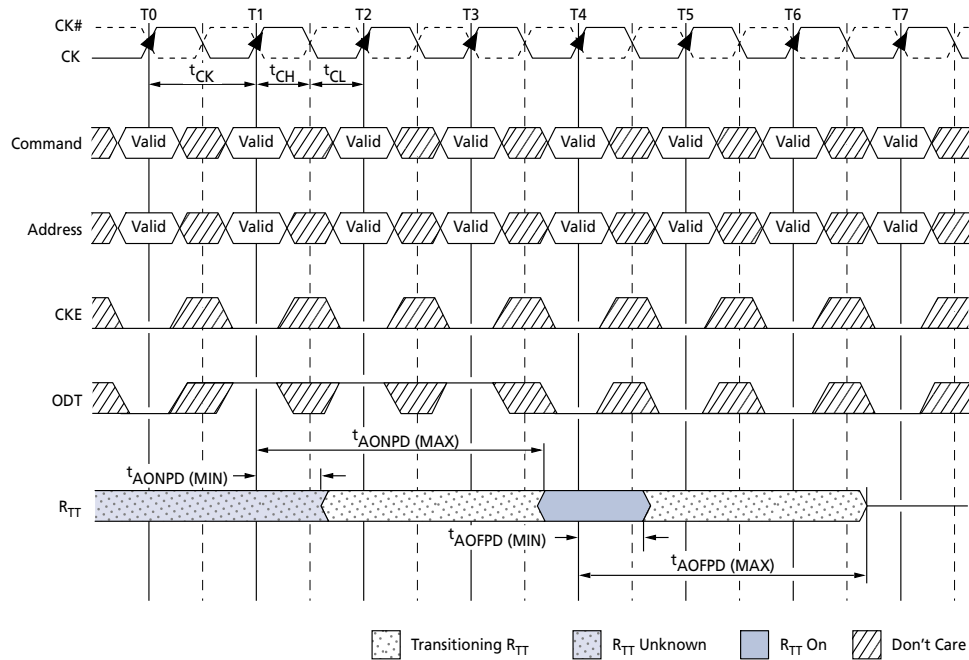 T0 T1 T2 T3 T4 T5 T6 T7
CK#
CK
tCK tCH tCL
Command Valid Valid Valid Valid Valid Valid Valid Valid
Address Valid Valid Valid Valid Valid Valid Valid Valid
CKE
ODT
tAONPD (MAX)
tAONPD (MIN)
RTT
tAOFPD (MIN)
tAOFPD (MAX)
Transitioning RTT RTT Unknown RTT On Don't Care